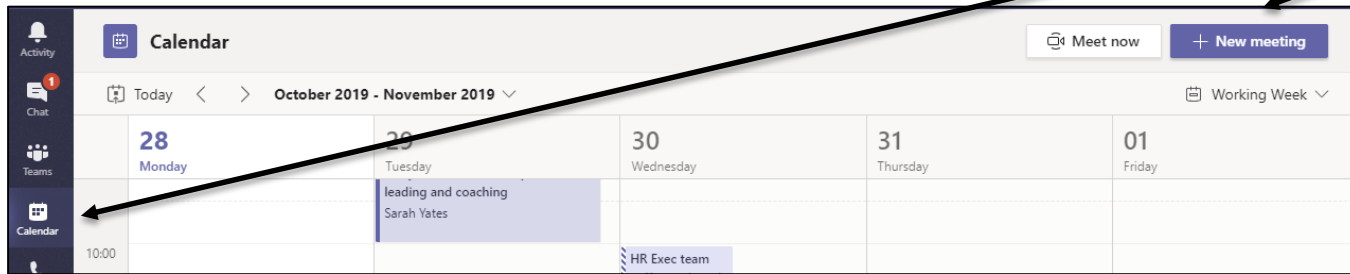 Activity
Chat
1
Teams
Calendar
Calendar
Meet now
+ New meeting
Today
October 2019 - November 2019
Working Week
28
Monday
29
Tuesday
30
Wednesday
31
Thursday
01
Friday
leading and coaching
Sarah Yates
10:00
HR Exec team